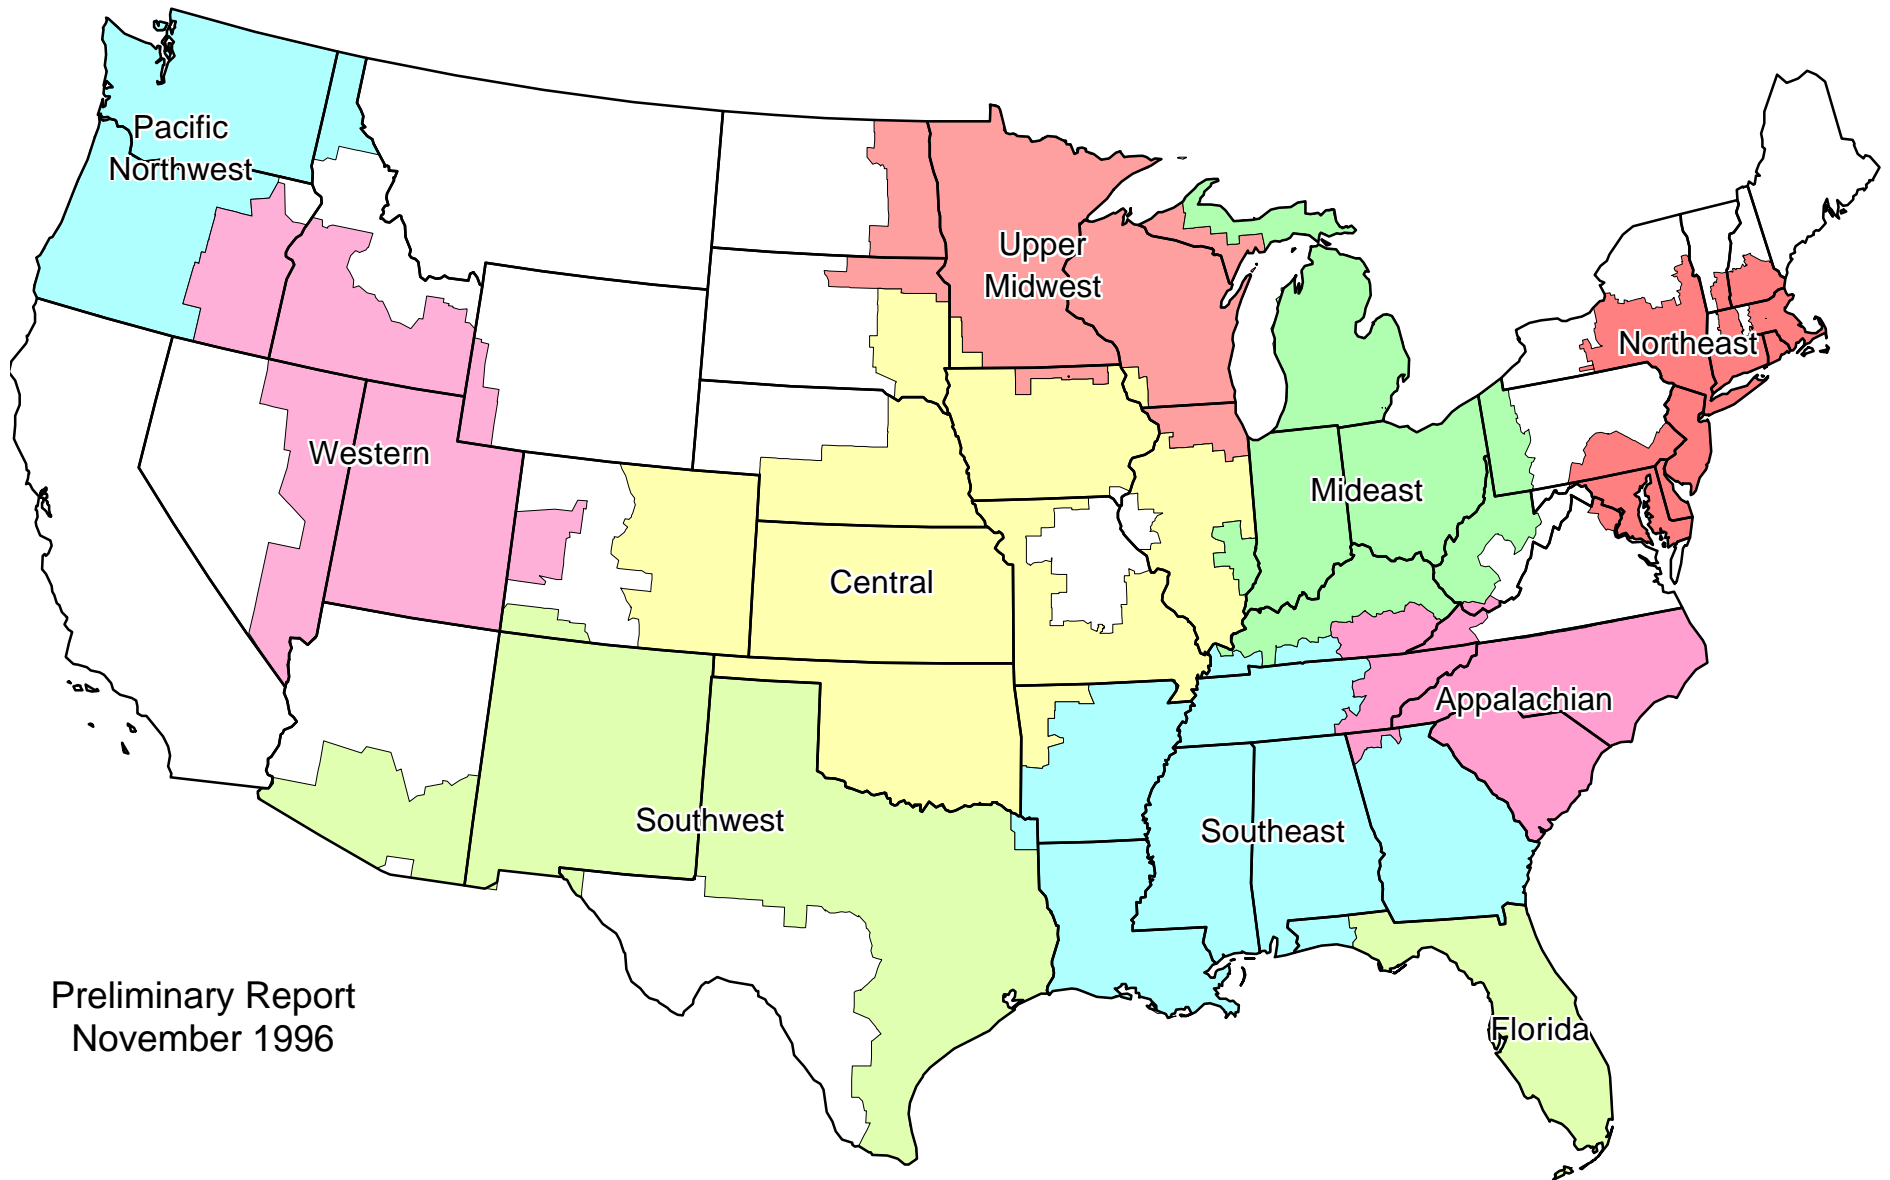 Pacific
Northwest
Upper
Midwest
Northeast
Western
Mideast
Central
Appalachian
Southwest
Southeast
Preliminary Report
November 1996
Florida